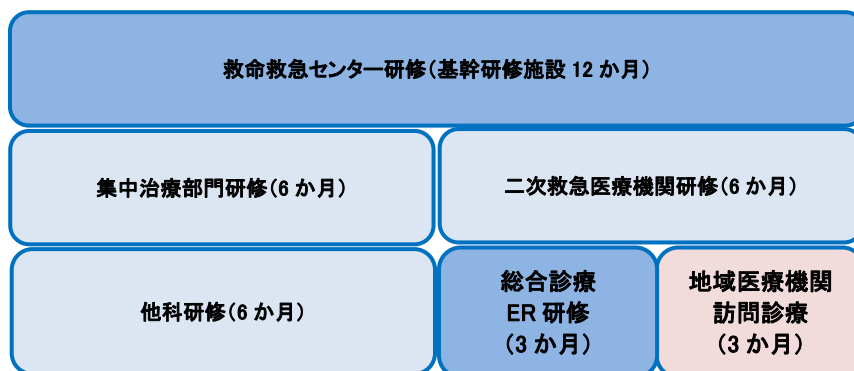 救命救急センター研修(基幹研修施設 12 か月)
集中治療部門研修(6 か月)
二次救急医療機関研修(6 か月)
他科研修(6 か月)
総合診療
ER 研修
(3 か月)
地域医療機関
訪問診療
(3 か月)